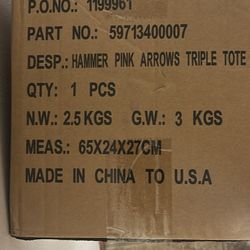 P.O.NO.: 1199961
PART NO.: 59713400007
DESP.: HAMMER PINK ARROWS TRIPLE TOTE
QTY: 1 PCS
N.W.: 2.5 KGS G.W.: 3 KGS
MEAS.: 65X24X27CM
MADE IN CHINA TO U.S.A